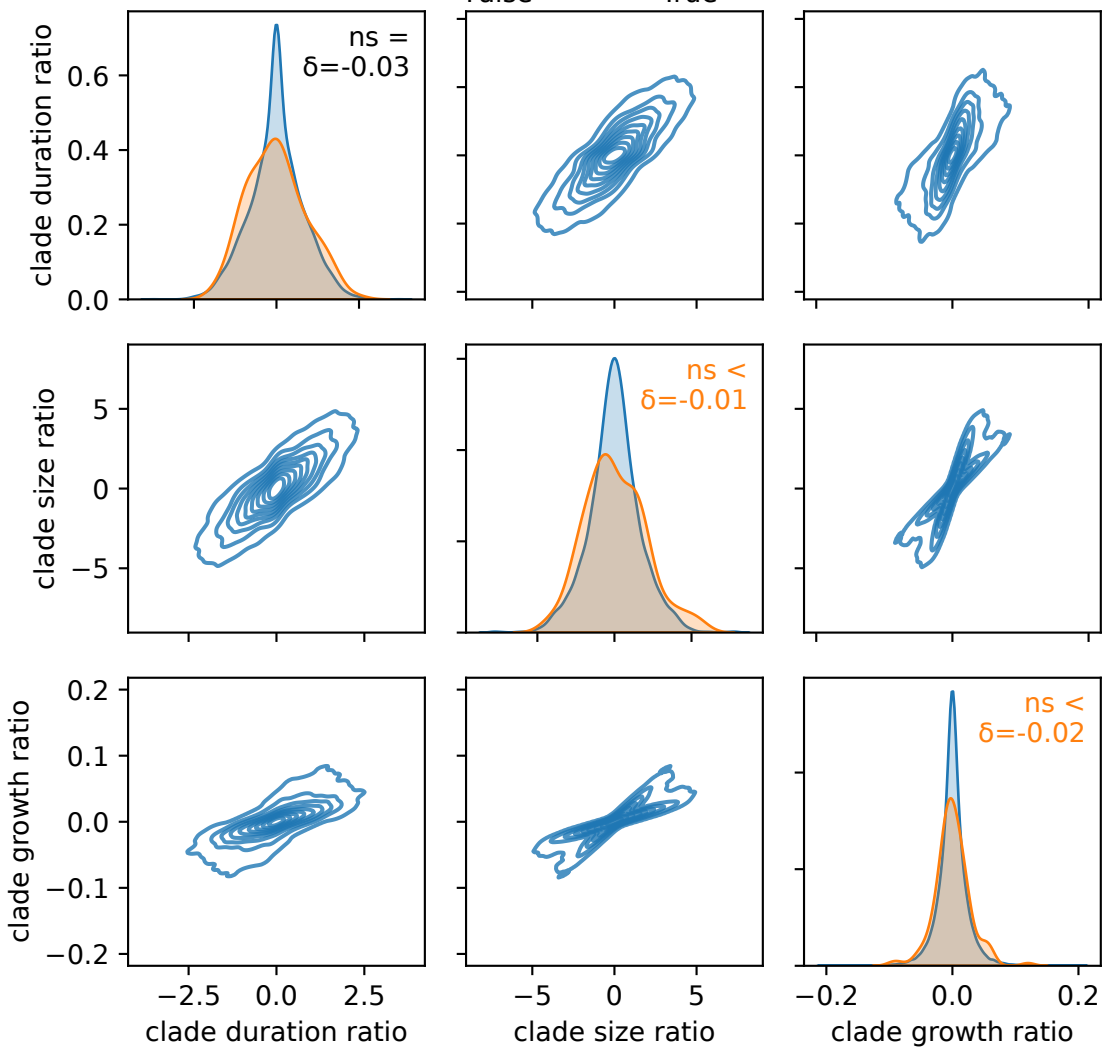 ns =
δ=-0.03
clade duration ratio
0.6
0.4
0.2
0.0
ns <
δ=-0.01
clade size ratio
5
0
−5
ns <
δ=-0.02
clade growth ratio
0.2
0.1
0.0
−0.1
−0.2
−2.5 0.0 2.5
−5 0 5
−0.2 0.0 0.2
clade duration ratio
clade size ratio
clade growth ratio